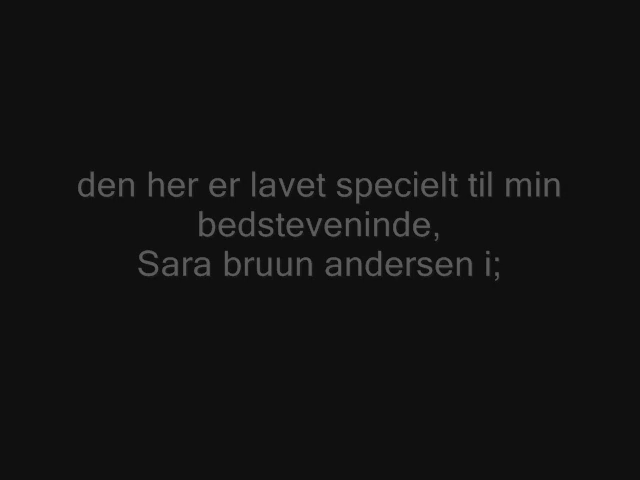 den her er lavet specielt til min
bedsteveninde,
Sara bruun andersen i;